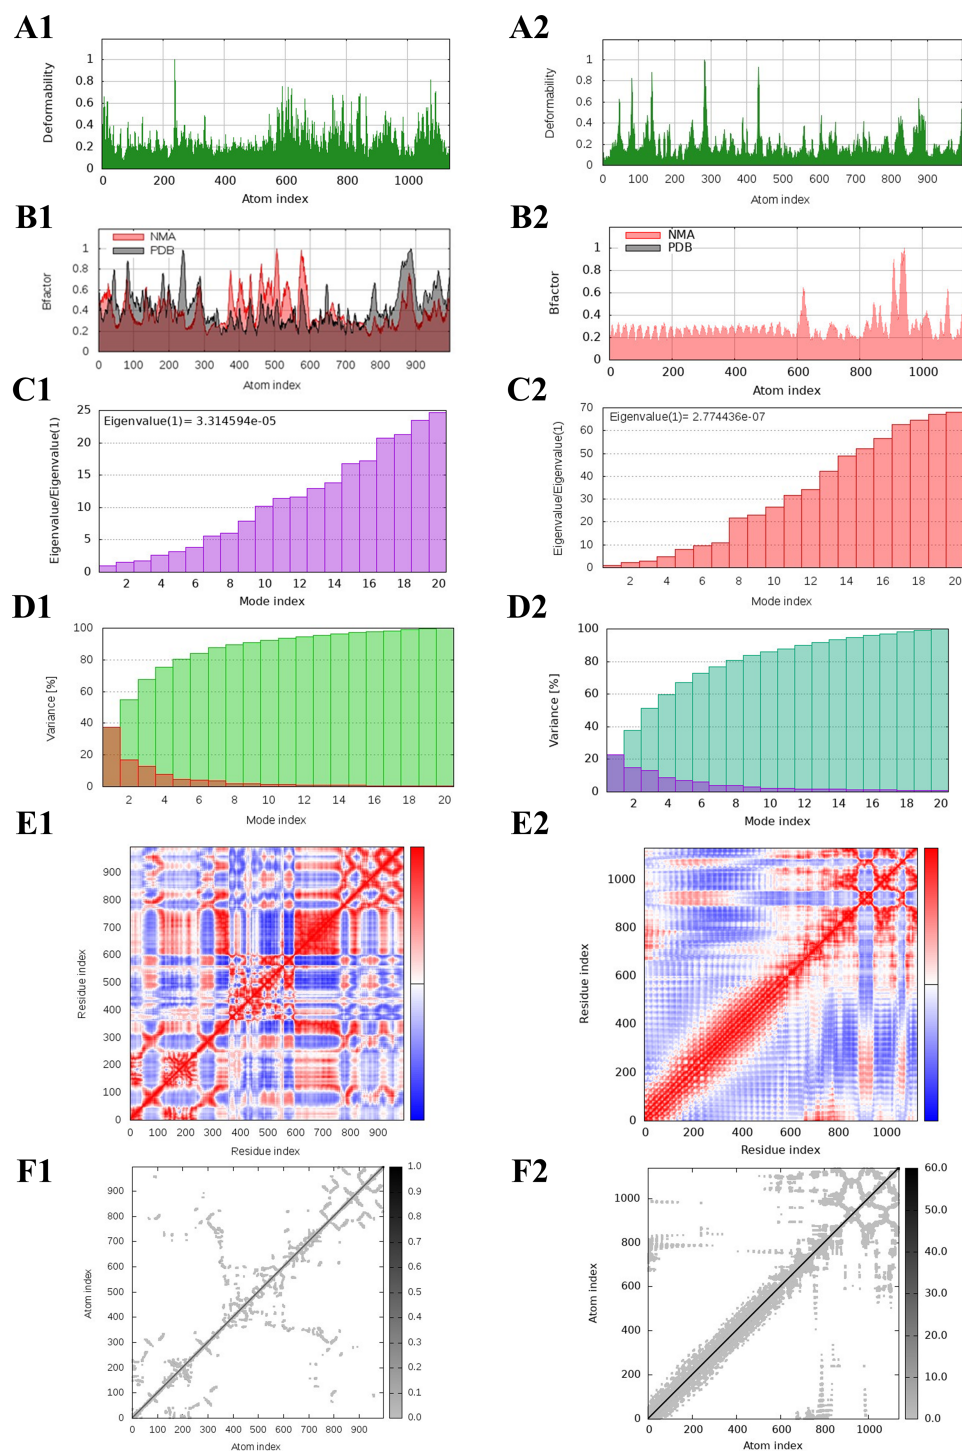 A1
Deformability
1
0.8
0.6
0.4
0.2
0
0 200 400 600 800 1000
Atom index
A2
Deformability
1
0.8
0.6
0.4
0.2
0
0 100 200 300 400 500 600 700 800 900
Atom index
B1
NMA
PDB
Bfactor
1
0.8
0.6
0.4
0.2
0
0 100 200 300 400 500 600 700 800 900
Atom index
B2
NMA
PDB
Bfactor
1
0.9
0.6
0.3
0.2
0
0 200 400 600 800 1000
Atom index
C1
Eigenvalue(1)= 3.314594e-05
Eigenvalue/Eigenvalue(1)
25
20
15
10
5
0
2 4 6 8 10 12 14 16 18 20
Mode index
C2
Eigenvalue(1)= 2.774436e-07
Eigenvalue/Eigenvalue(1)
70
60
50
40
30
20
10
0
2 4 6 8 10 12 14 16 18 20
Mode index
D1
Variance [%]
100
80
60
40
20
0
2 4 6 8 10 12 14 16 18 20
Mode index
D2
Variance [%]
100
80
60
40
20
0
2 4 6 8 10 12 14 16 18 20
Mode index
E1
Residue index
900
800
700
600
500
400
300
200
100
0
0 100 200 300 400 500 600 700 800 900
Residue index
E2
Residue index
1000
800
600
400
200
0
0 200 400 600 800 1000
Residue index
F1
Atom index
900
800
700
600
500
400
300
200
100
0
0 100 200 300 400 500 600 700 800 900
Atom index
1.0
0.9
0.8
0.7
0.6
0.5
0.4
0.3
0.2
0.1
0.0
F2
Atom index
1000
800
600
400
200
0
0 200 400 600 800 1000
Atom index
60.0
50.0
40.0
30.0
20.0
10.0
0.0